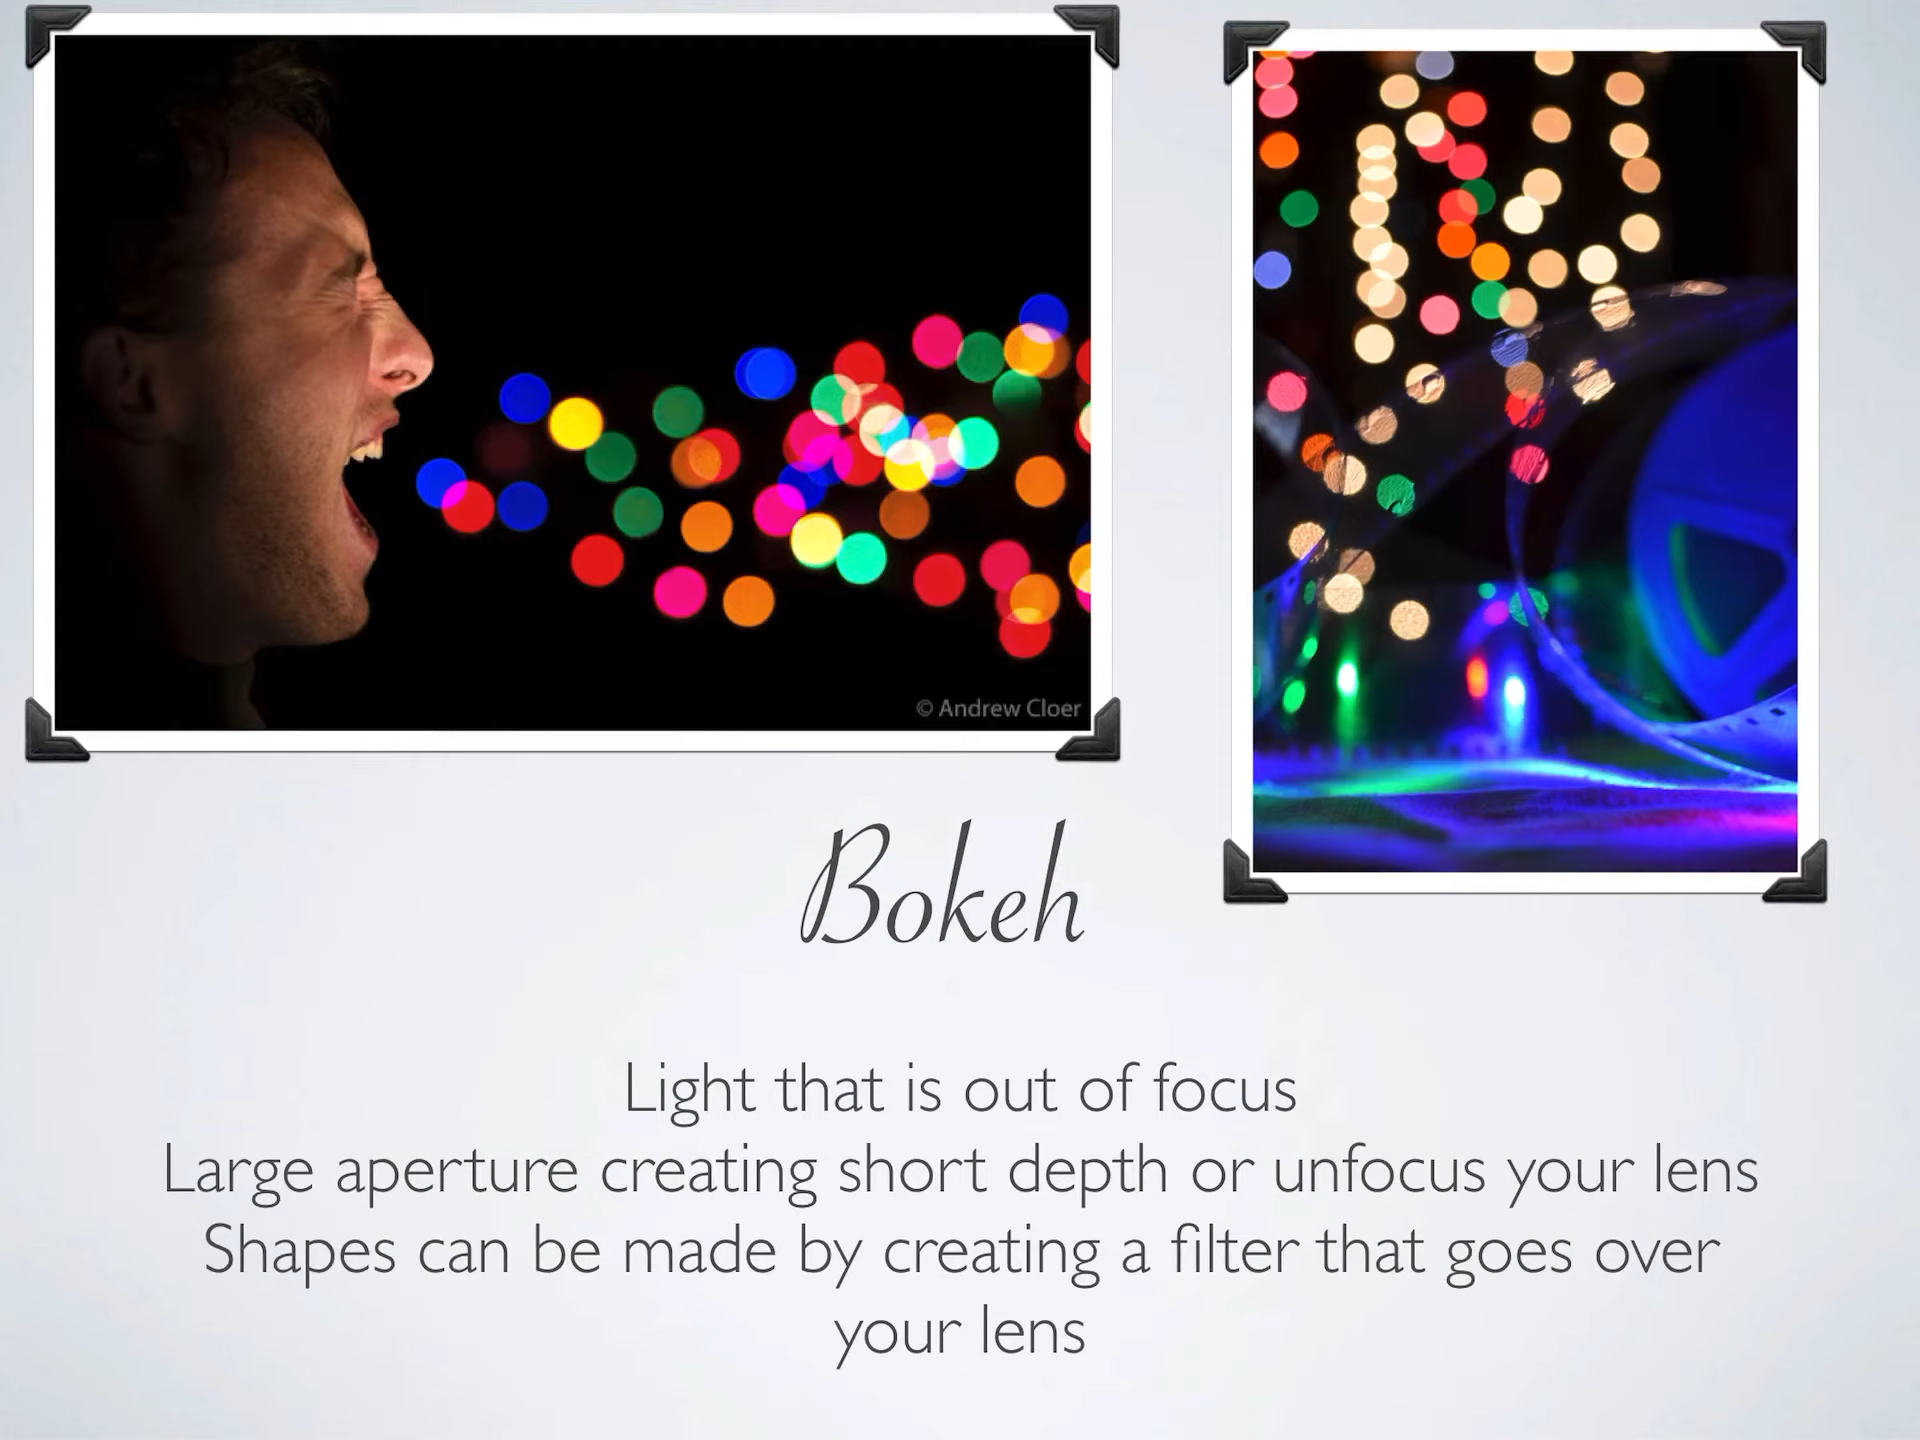 © Andrew Cloer
Bokeh
Light that is out of focus
Large aperture creating short depth or unfocus your lens
Shapes can be made by creating a filter that goes over
your lens